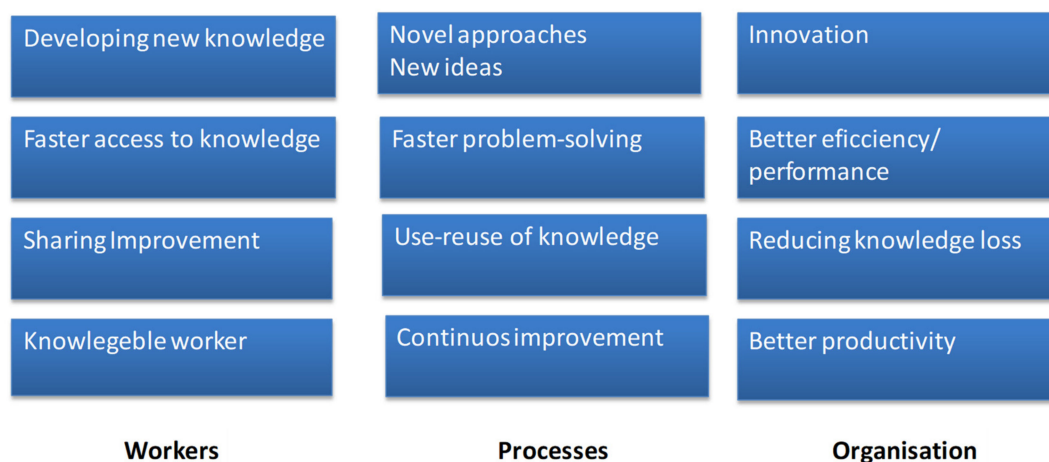 Developing new knowledge
Novel approaches
New ideas
Innovation
Faster access to knowledge
Faster problem-solving
Better eficciency/
performance
Sharing Improvement
Use-reuse of knowledge
Reducing knowledge loss
Knowlegeble worker
Continuos improvement
Better productivity
Workers
Processes
Organisation